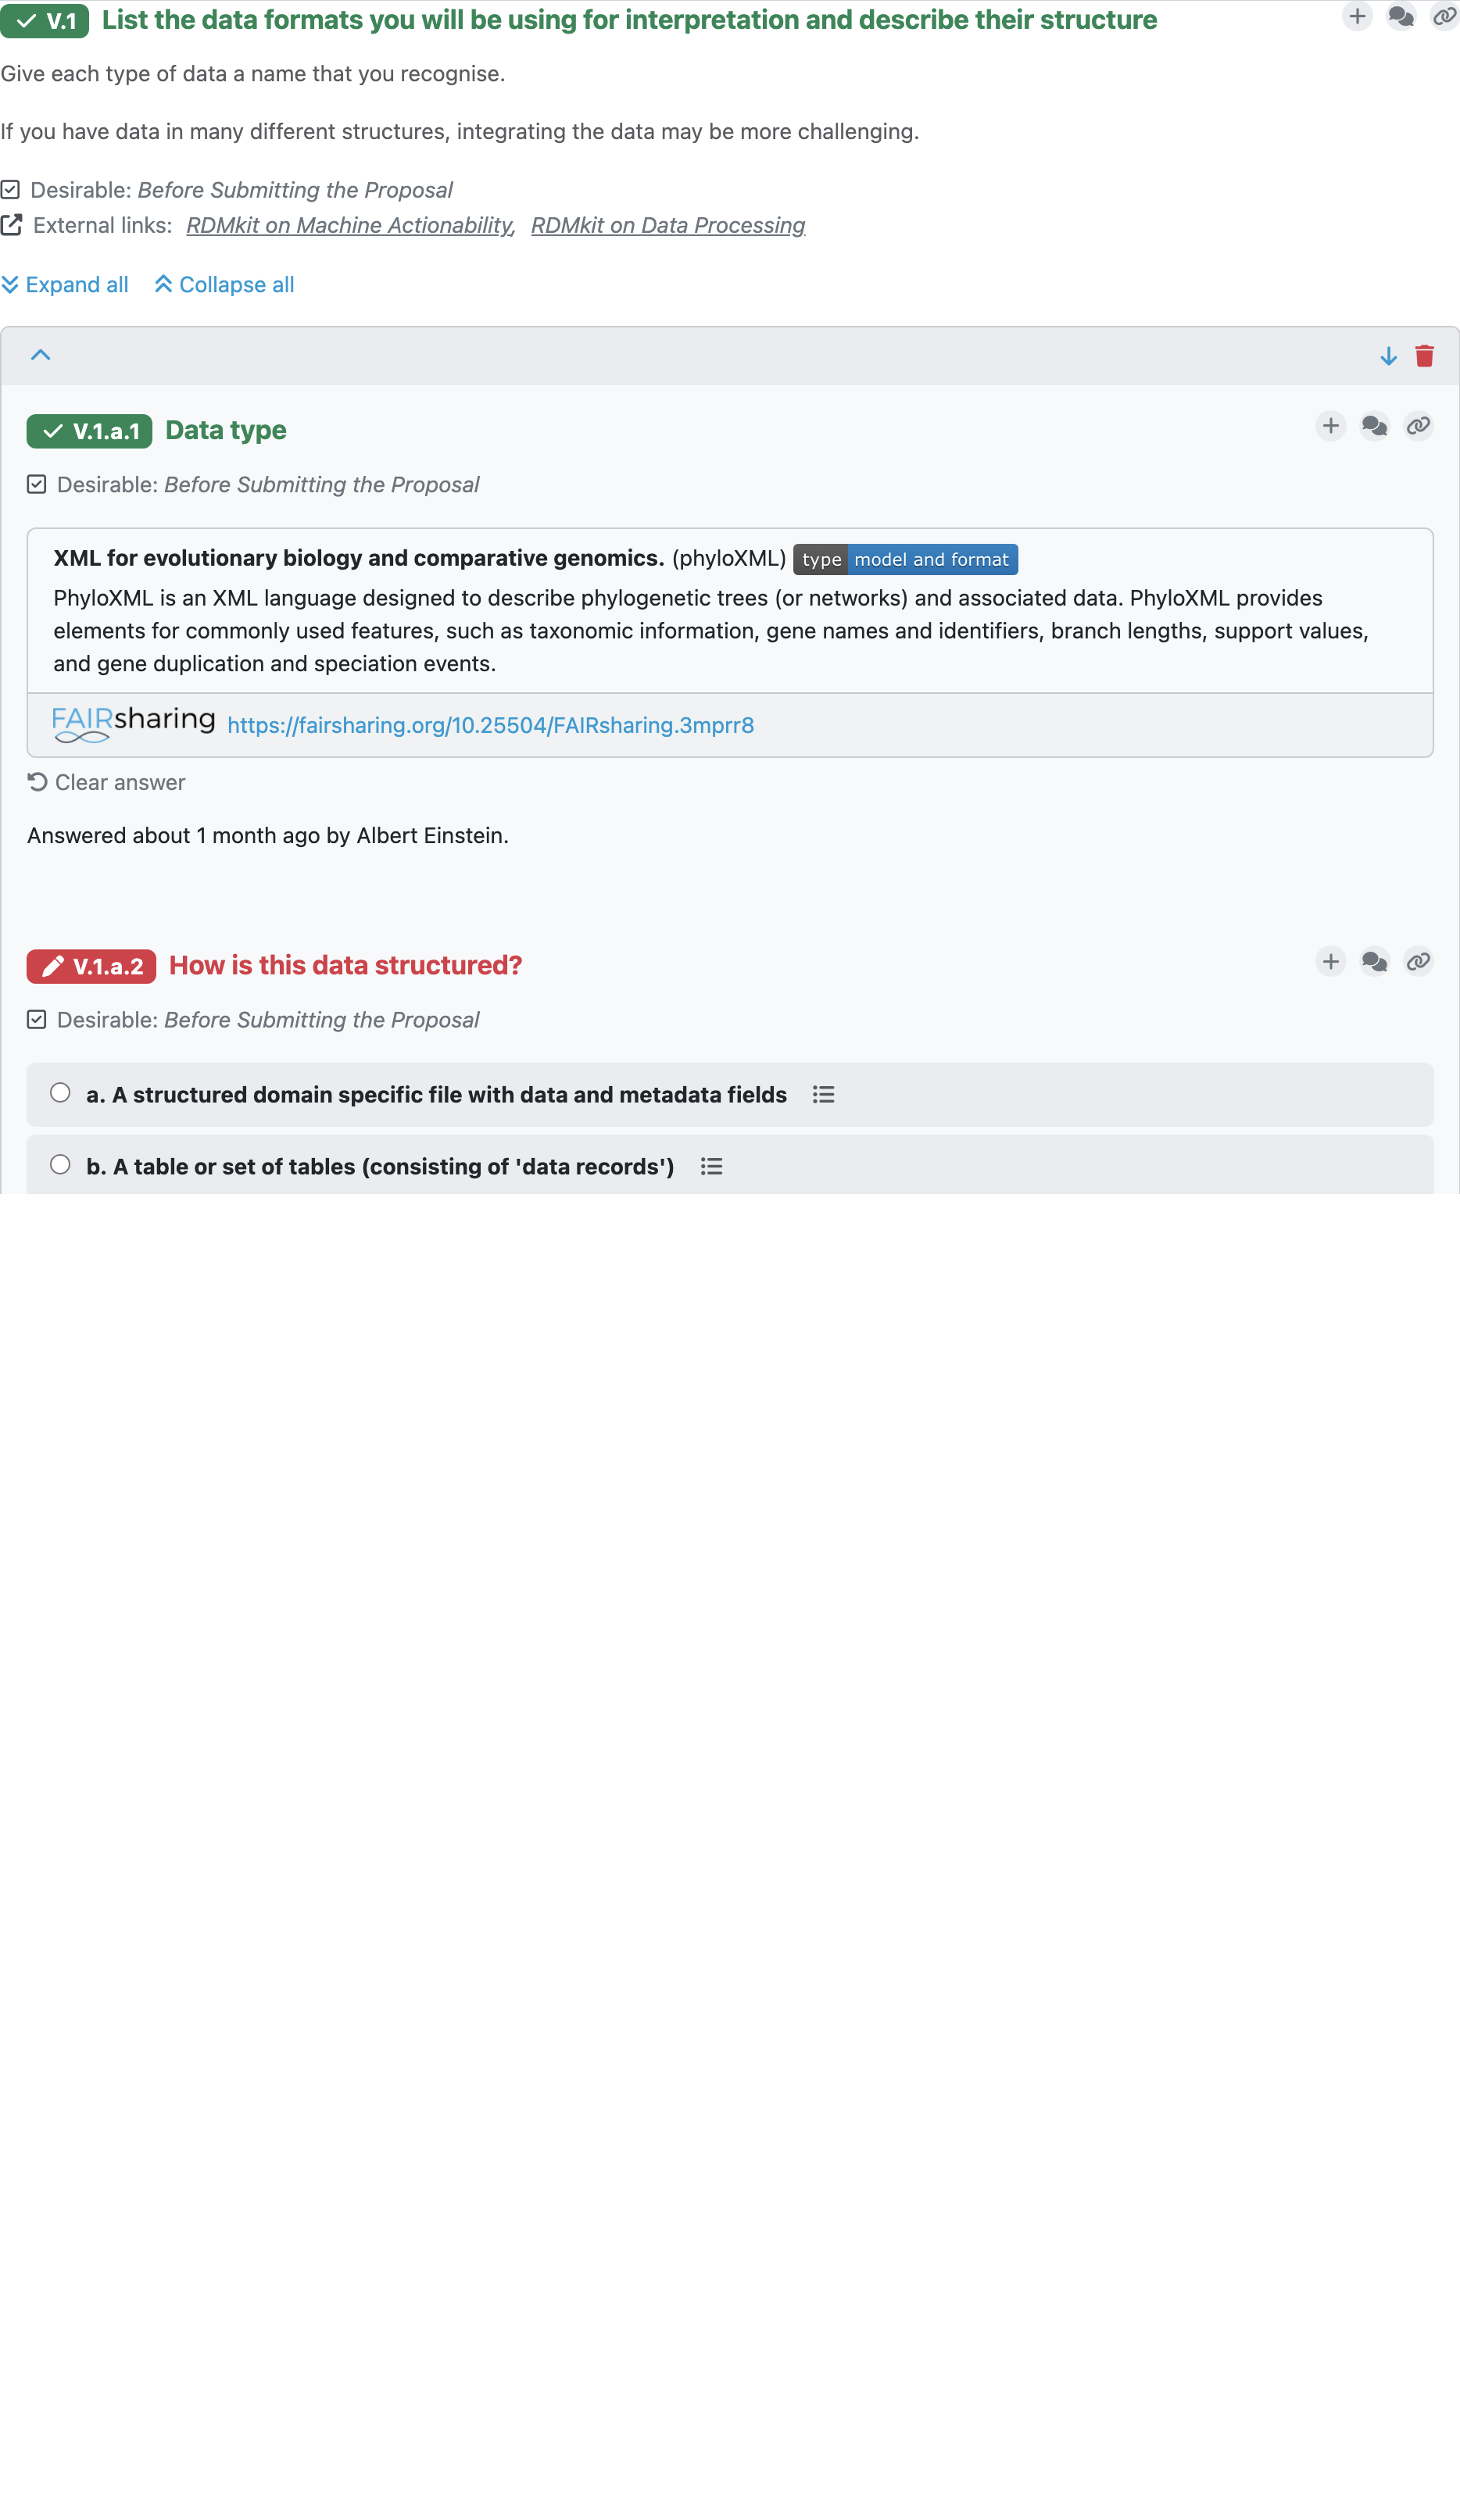 V.1 List the data formats you will be using for interpretation and describe their structure
Give each type of data a name that you recognise.
If you have data in many different structures, integrating the data may be more challenging.
Desirable: Before Submitting the Proposal
External links: RDMkit on Machine Actionability, RDMkit on Data Processing
Expand all Collapse all
V.1.a.1 Data type
Desirable: Before Submitting the Proposal
XML for evolutionary biology and comparative genomics. (phyloXML) type model and format
PhyloXML is an XML language designed to describe phylogenetic trees (or networks) and associated data. PhyloXML provides
elements for commonly used features, such as taxonomic information, gene names and identifiers, branch lengths, support values,
and gene duplication and speciation events.
FAIRsharing https://fairsharing.org/10.25504/FAIRsharing.3mprr8
Clear answer
Answered about 1 month ago by Albert Einstein.
V.1.a.2 How is this data structured?
Desirable: Before Submitting the Proposal
a. A structured domain specific file with data and metadata fields
b. A table or set of tables (consisting of 'data records')